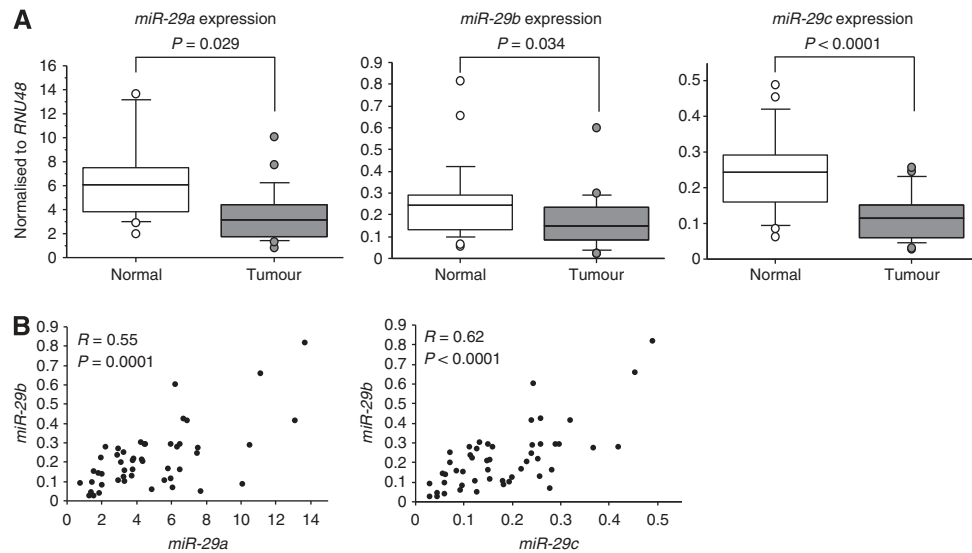 A
miR-29a expression
P = 0.029
Normalised to RNU48
16
14
12
10
8
6
4
2
0
Normal Tumour
miR-29b expression
P = 0.034
0.9
0.8
0.7
0.6
0.5
0.4
0.3
0.2
0.1
0
Normal Tumour
miR-29c expression
P < 0.0001
0.5
0.4
0.3
0.2
0.1
0
Normal Tumour
B
R = 0.55
P = 0.0001
miR-29b
0.9
0.8
0.7
0.6
0.5
0.4
0.3
0.2
0.1
0
0 2 4 6 8 10 12 14
miR-29a
R = 0.62
P < 0.0001
miR-29b
0.9
0.8
0.7
0.6
0.5
0.4
0.3
0.2
0.1
0
0 0.1 0.2 0.3 0.4 0.5
miR-29c